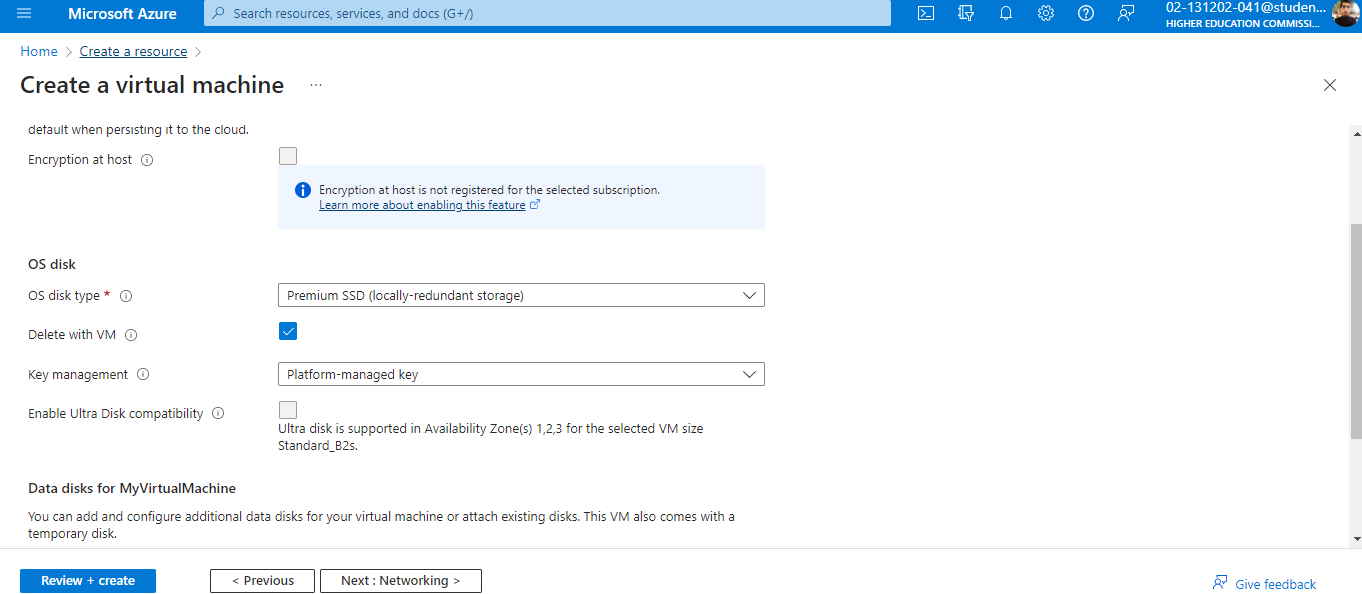 Microsoft Azure
Search resources, services, and docs (G+/)
02-131202-041@studen...
HIGHER EDUCATION COMMISSI...
Home > Create a resource >
Create a virtual machine ...
default when persisting it to the cloud.
Encryption at host
Encryption at host is not registered for the selected subscription.
Learn more about enabling this feature
OS disk
OS disk type *
Premium SSD (locally-redundant storage)
Delete with VM
Key management
Platform-managed key
Enable Ultra Disk compatibility
Ultra disk is supported in Availability Zone(s) 1,2,3 for the selected VM size
Standard_B2s.
Data disks for MyVirtualMachine
You can add and configure additional data disks for your virtual machine or attach existing disks. This VM also comes with a
temporary disk.
Review + create
< Previous
Next : Networking >
Give feedback